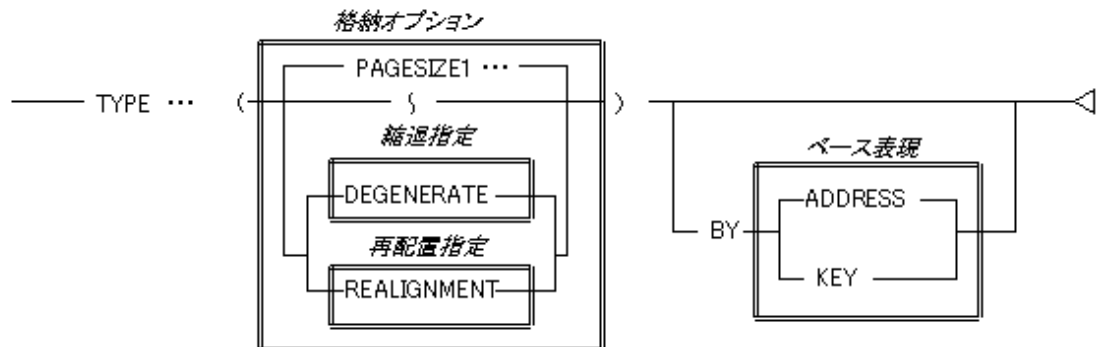 格納オプション
PAGESIZE1 …
TYPE … ( ∫ )
縮退指定
DEGENERATE
再配置指定
REALIGNMENT
ベース表現
ADDRESS
BY
KEY